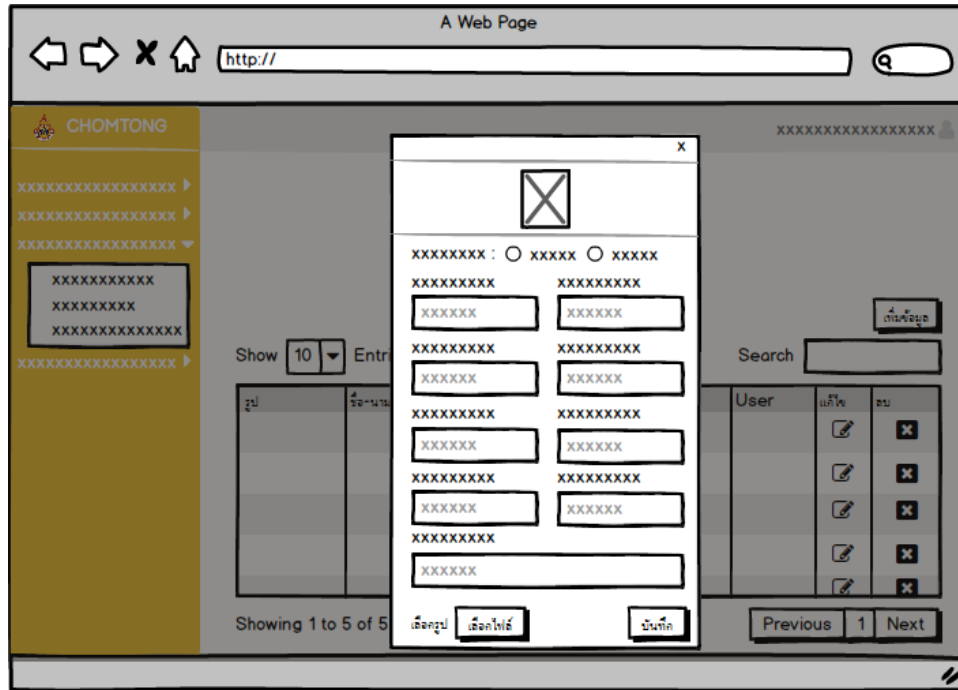 A Web Page
http://
CHOMTONG
xxxxxxxxxxxxxxxxx
x
xxxxxxxxxxxxxxxxx
xxxxxxxxxxxxxxxxx
xxxxxxxxxxxxxxxxx
xxxxxxxxxxx
xxxxxxxxx
xxxxxxxxxxxxxx
xxxxxxxxxxxxxxxxx
xxxxxxxx : xxxxx xxxxx
xxxxxxxxx xxxxxxxxx
xxxxxx xxxxxx
xxxxxxxxx xxxxxxxxx
xxxxxx xxxxxx
xxxxxxxxx xxxxxxxxx
xxxxxx xxxxxx
xxxxxxxxx xxxxxxxxx
xxxxxx xxxxxx
xxxxxxxxx
xxxxxx
เลือกรูป เลือกไฟล์ บันทึก
เพิ่มข้อมูล
Show 10 Entri Search
รูป ชื่อ-นาม User แก้ไข ลบ
Showing 1 to 5 of 5 Previous 1 Next